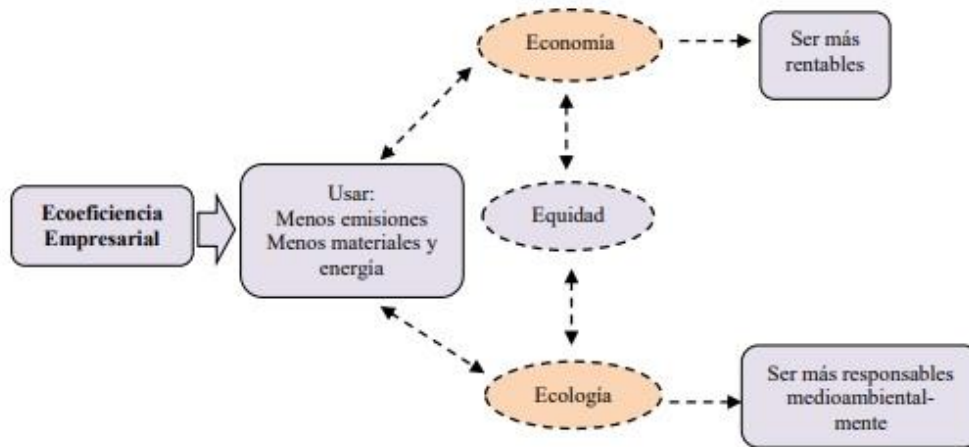 Economía
Ser más
rentables
Ecoeficiencia
Empresarial
Usar:
Menos emisiones
Menos materiales y
energía
Equidad
Ecología
Ser más responsables
medioambiental-
mente